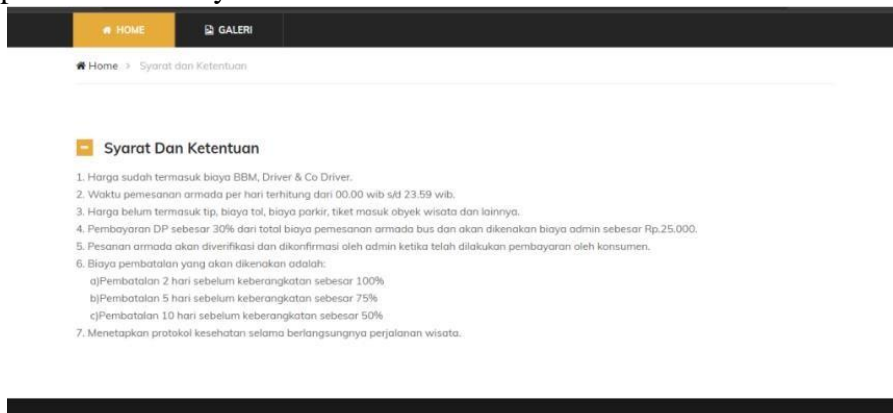 HOME GALERI
Home > Syarat dan Ketentuan
Syarat Dan Ketentuan
1. Harga sudah termasuk biaya BBM, Driver & Co Driver.
2. Waktu pemesanan armada per hari terhitung dari 00.00 wib s/d 23.59 wib.
3. Harga belum termasuk tip, biaya tol, biaya parkir, tiket masuk obyek wisata dan lainnya.
4. Pembayaran DP sebesar 30% dari total biaya pemesanan armada bus dan akan dikenakan biaya admin sebesar Rp.25.000.
5. Pesanan armada akan diverifikasi dan dikonfirmasi oleh admin ketika telah dilakukan pembayaran oleh konsumen.
6. Biaya pembatalan yang akan dikenakan adalah:
a)Pembatalan 2 hari sebelum keberangkatan sebesar 100%
b)Pembatalan 5 hari sebelum keberangkatan sebesar 75%
c)Pembatalan 10 hari sebelum keberangkatan sebesar 50%
7. Menetapkan protokol kesehatan selama berlangsungnya perjalanan wisata.